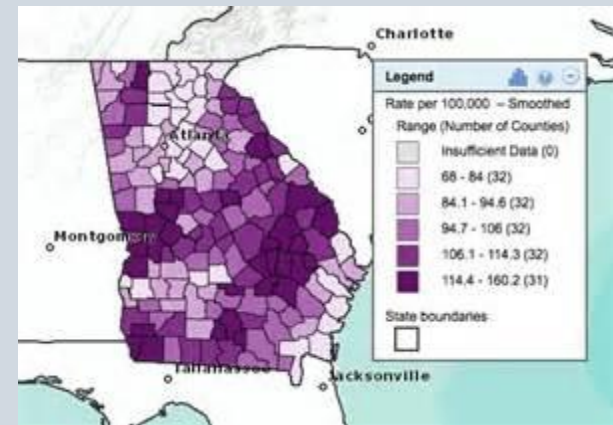 Charlotte
Legend
Rate per 100,000 - Smoothed
Range (Number of Counties)
Insufficient Data (0)
68 - 84 (32)
84.1 - 94.6 (32)
94.7 - 106 (32)
106.1 - 114.3 (32)
114.4 - 160.2 (31)
State boundaries
Atlanta
Montgomery
Tallahassee
Jacksonville